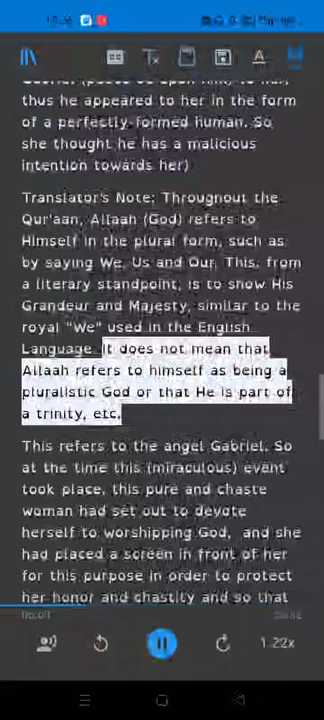 thus he appeared to her in the form
of a perfectly-formed human. So
she thought he has a malicious
intention towards her)
Translator's Note: Throughout the
Qur'aan, Allaah (God) refers to
Himself in the plural form, such as
by saying We, Us and Our. This, from
a literary standpoint, is to show His
Grandeur and Majesty, similar to the
royal "We" used in the English
Language. It does not mean that
Allaah refers to himself as being a
pluralistic God or that He is part of
a trinity, etc.
This refers to the angel Gabriel. So
at the time this (miraculous) event
took place, this pure and chaste
woman had set out to devote
herself to worshipping God, and she
had placed a screen in front of her
for this purpose in order to protect
her honor and chastity and so that
1.22x